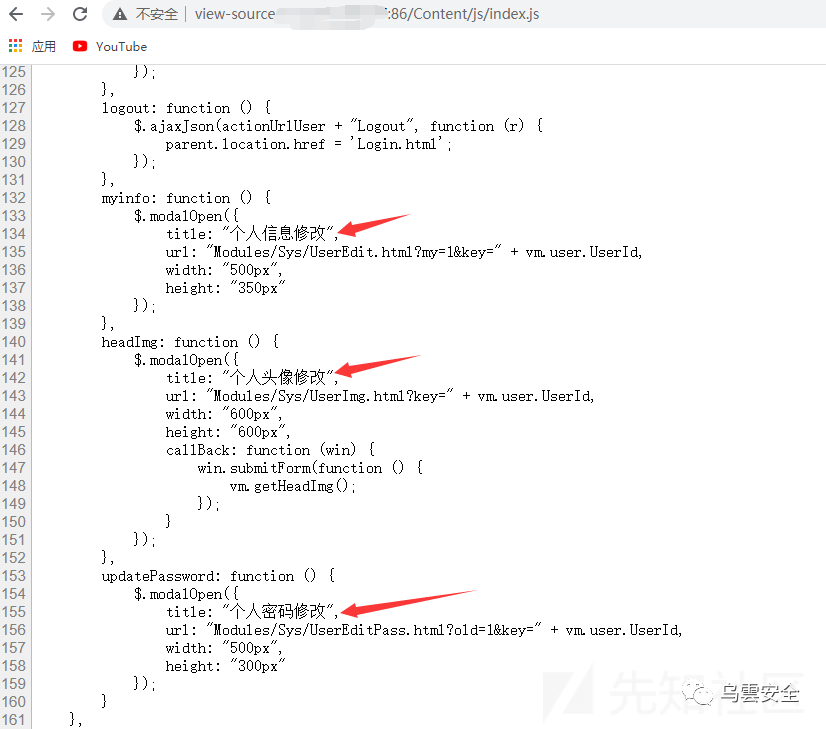 不安全 | view-source :86/Content/js/index.js
应用 YouTube
125 });
126 },
127 logout: function () {
128 $.ajaxJson(actionUrlUser + "Logout", function (r) {
129 parent.location.href = 'Login.html';
130 });
131 },
132 myinfo: function () {
133 $.modalOpen({
134 title: "个人信息修改",
135 url: "Modules/Sys/UserEdit.html?my=1&key=" + vm.user.UserId,
136 width: "500px",
137 height: "350px"
138 });
139 },
140 headImg: function () {
141 $.modalOpen({
142 title: "个人头像修改",
143 url: "Modules/Sys/UserImg.html?key=" + vm.user.UserId,
144 width: "600px",
145 height: "600px",
146 callBack: function (win) {
147 win.submitForm(function () {
148 vm.getHeadImg();
149 });
150 }
151 });
152 },
153 updatePassword: function () {
154 $.modalOpen({
155 title: "个人密码修改",
156 url: "Modules/Sys/UserEditPass.html?old=1&key=" + vm.user.UserId,
157 width: "500px",
158 height: "300px"
159 });
160 }
161 },
先知社区
乌雲安全